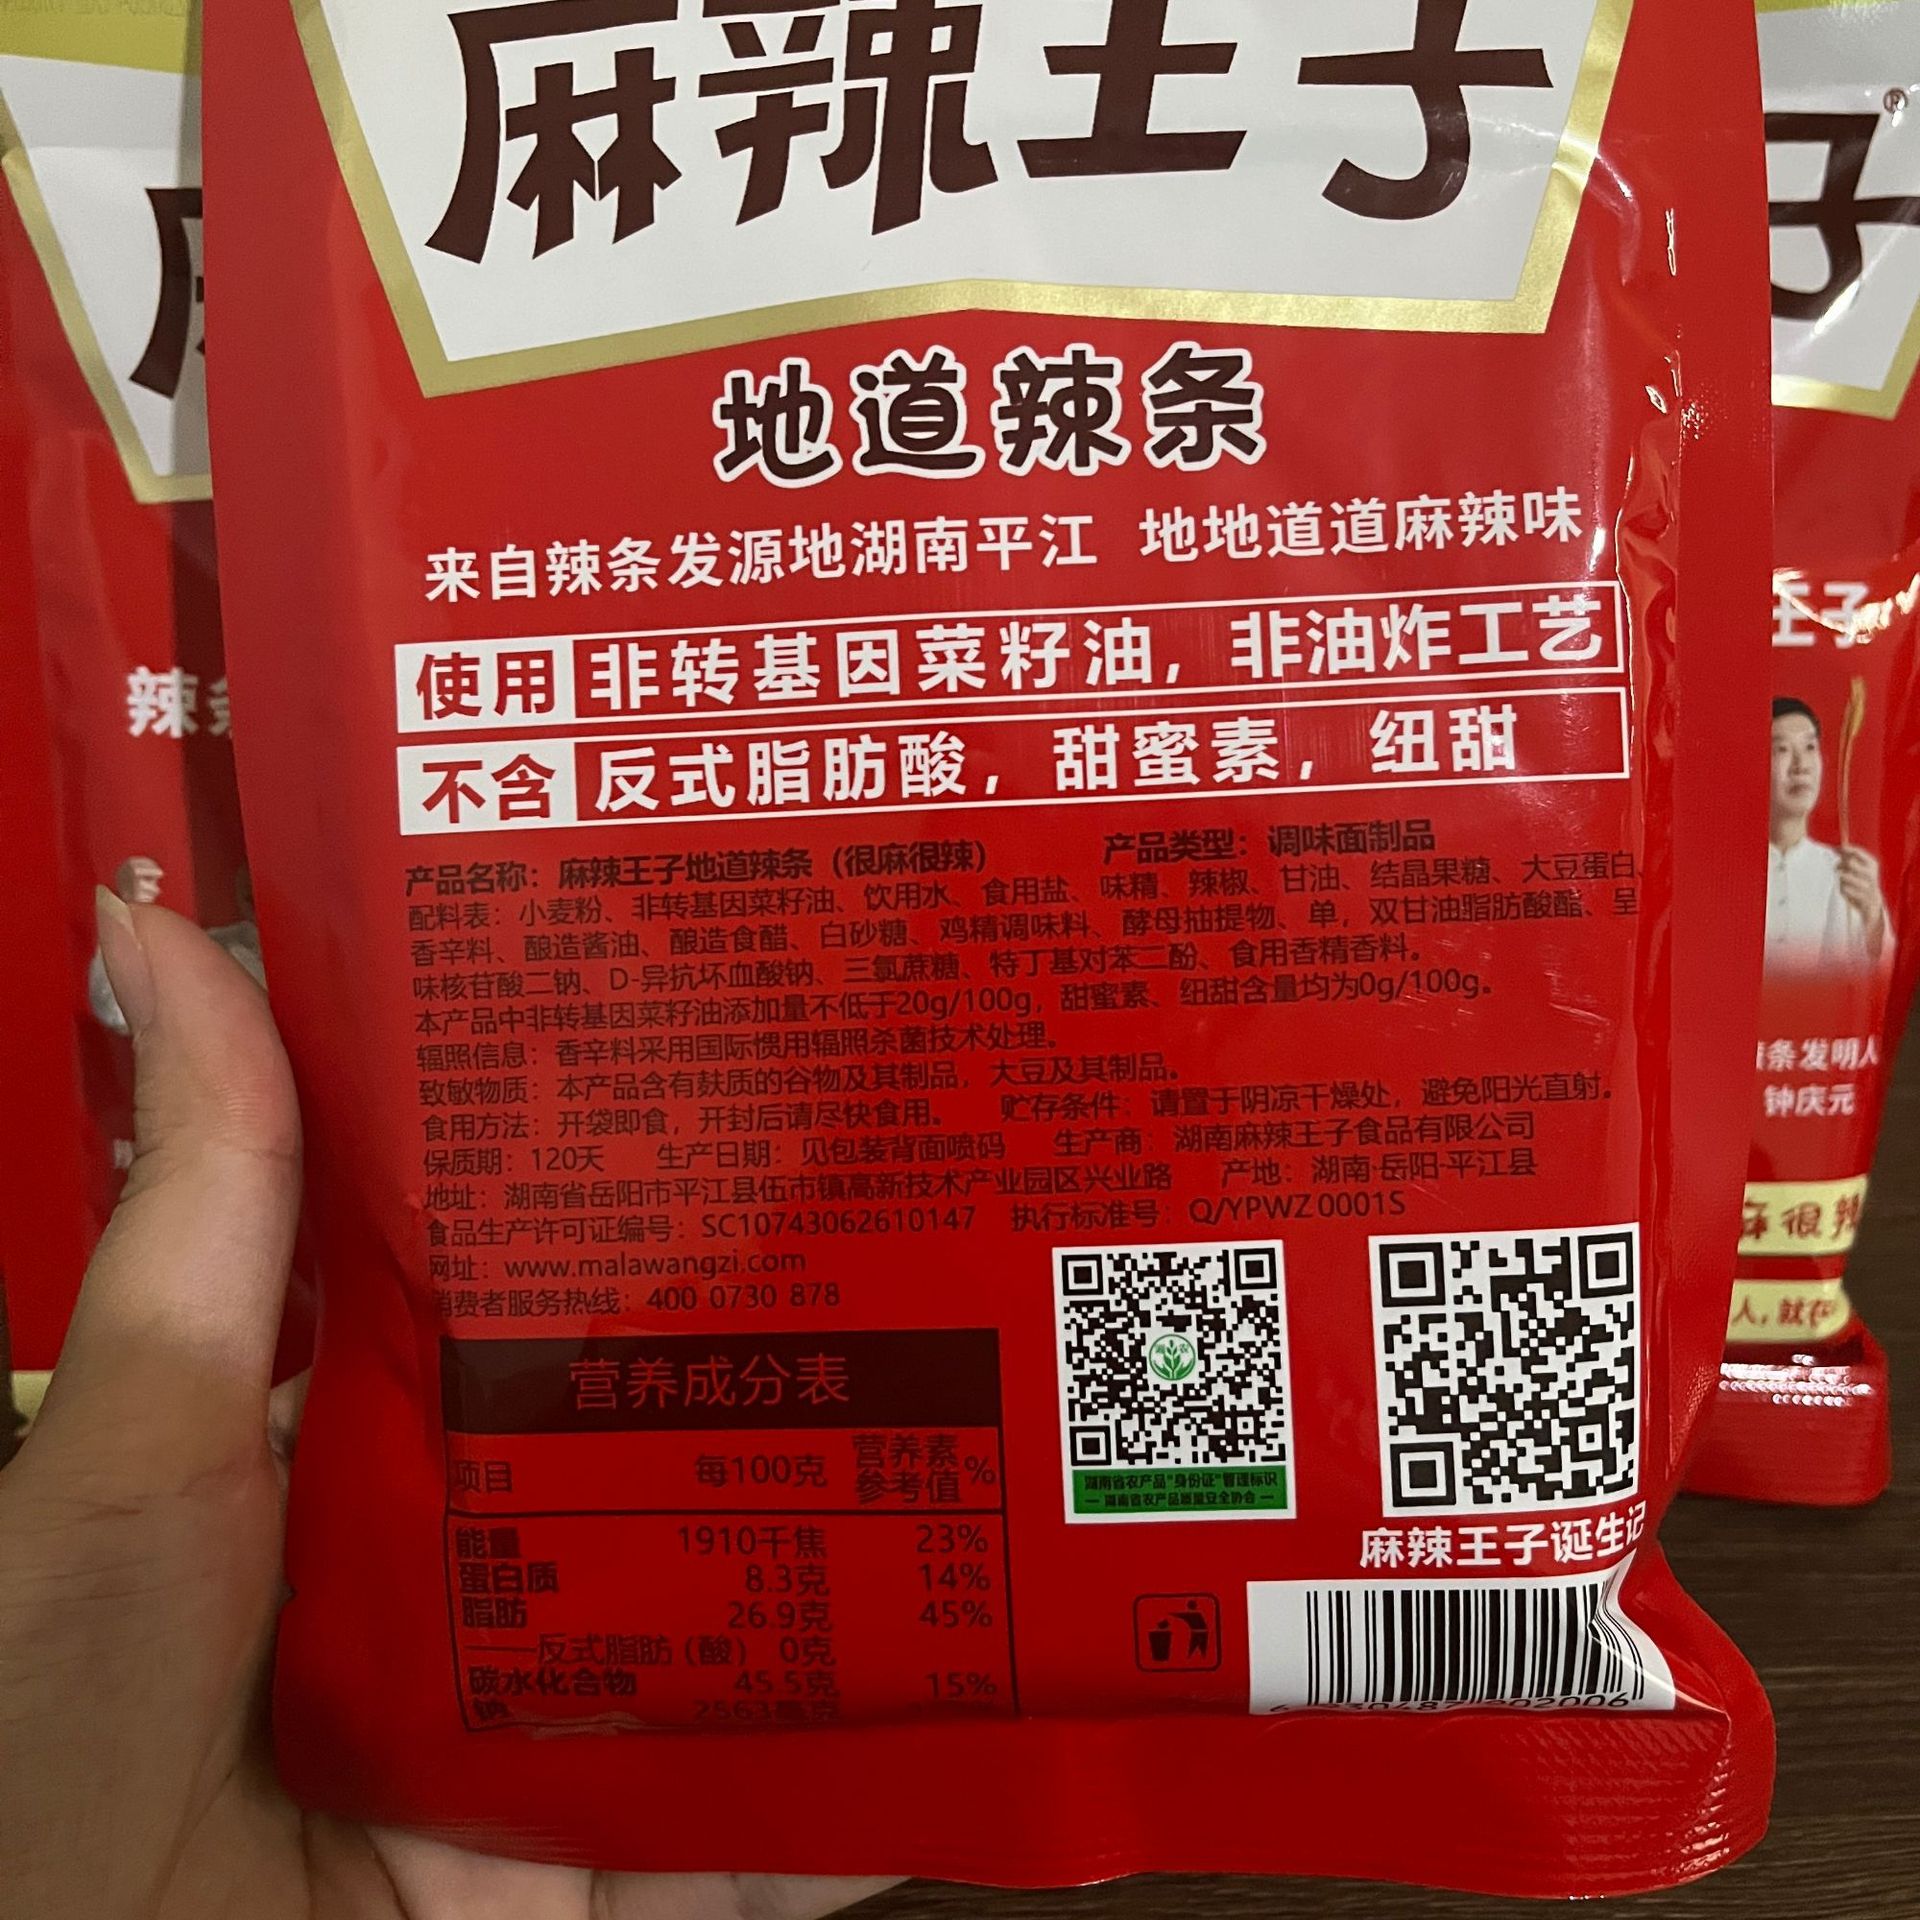 麻辣王子
地道辣条
来自辣条发源地湖南平江 地地道道麻辣味
使用 非转基因菜籽油，非油炸工艺
不含 反式脂肪酸，甜蜜素，纽甜
产品名称：麻辣王子地道辣条（很麻很辣） 产品类型：调味面制品
配料表：小麦粉、非转基因菜籽油、饮用水、食用盐、味精、辣椒、甘油、结晶果糖、大豆蛋白、
香辛料、酿造酱油、酿造食醋、白砂糖、鸡精调味料、酵母抽提物、单，双甘油脂肪酸酯、呈
味核苷酸二钠、D-异抗坏血酸钠、三氯蔗糖、特丁基对苯二酚、食用香精香料。
本产品中非转基因菜籽油添加量不低于20g/100g，甜蜜素、纽甜含量均为0g/100g。
辐照信息：香辛料采用国际惯用辐照杀菌技术处理。
致敏物质：本产品含有麸质的谷物及其制品，大豆及其制品。
食用方法：开袋即食，开封后请尽快食用。 贮存条件：请置于阴凉干燥处，避免阳光直射。
保质期：120天 生产日期：见包装背面喷码 生产商：湖南麻辣王子食品有限公司
地址：湖南省岳阳市平江县伍市镇高新技术产业园区兴业路 产地：湖南·岳阳·平江县
食品生产许可证编号：SC10743062610147 执行标准号：Q/YPWZ 0001S
网址：www.malawangzi.com
消费者服务热线：400 0730 878
营养成分表
项目 每100克 营养素参考值%
能量 1910千焦 23%
蛋白质 8.3克 14%
脂肪 26.9克 45%
——反式脂肪（酸） 0克
碳水化合物 45.5克 15%
钠 2563毫克
湖南省农产品"身份证"管理标识
— 湖南省农产品质量安全协会 —
麻辣王子诞生记
辣条
子®
王子
条发明人
钟庆元
麻很辣
人，就在